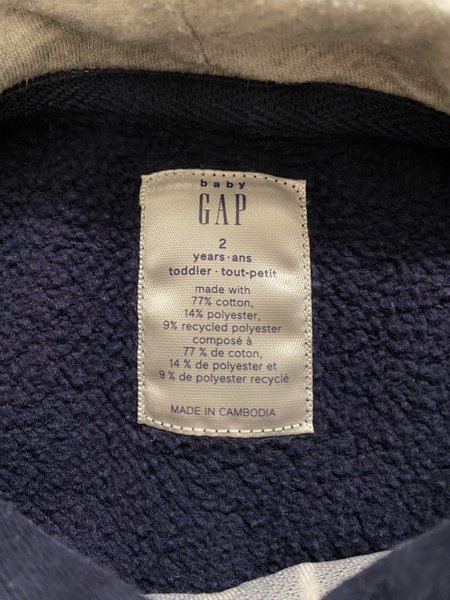 baby
GAP
2
years·ans
toddler·tout-petit
made with
77% cotton,
14% polyester,
9% recycled polyester
composé à
77 % de coton,
14 % de polyester et
9 % de polyester recyclé
MADE IN CAMBODIA